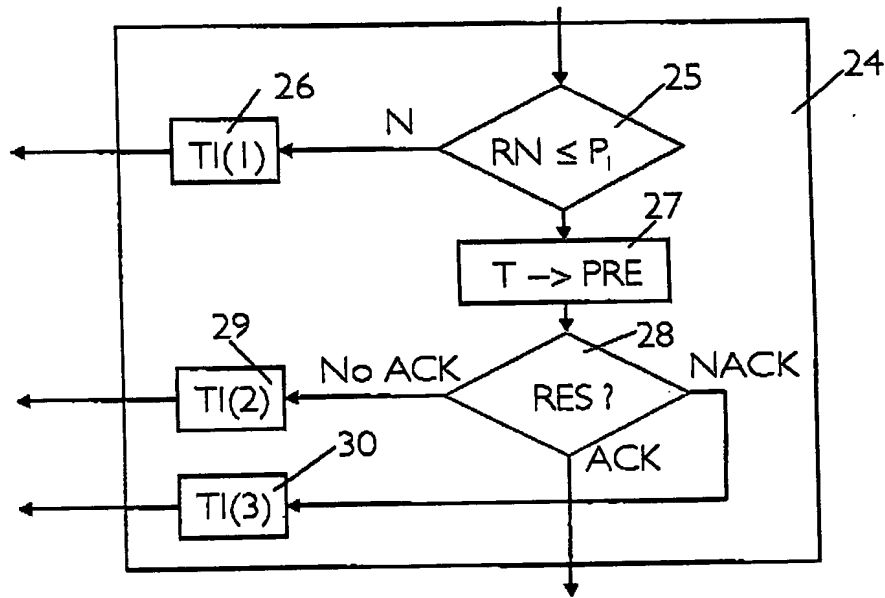 24
25
26
N
TI(1)
RN ≤ P₁
27
T –> PRE
28
29
No ACK
NACK
TI(2)
RES ?
ACK
30
TI(3)